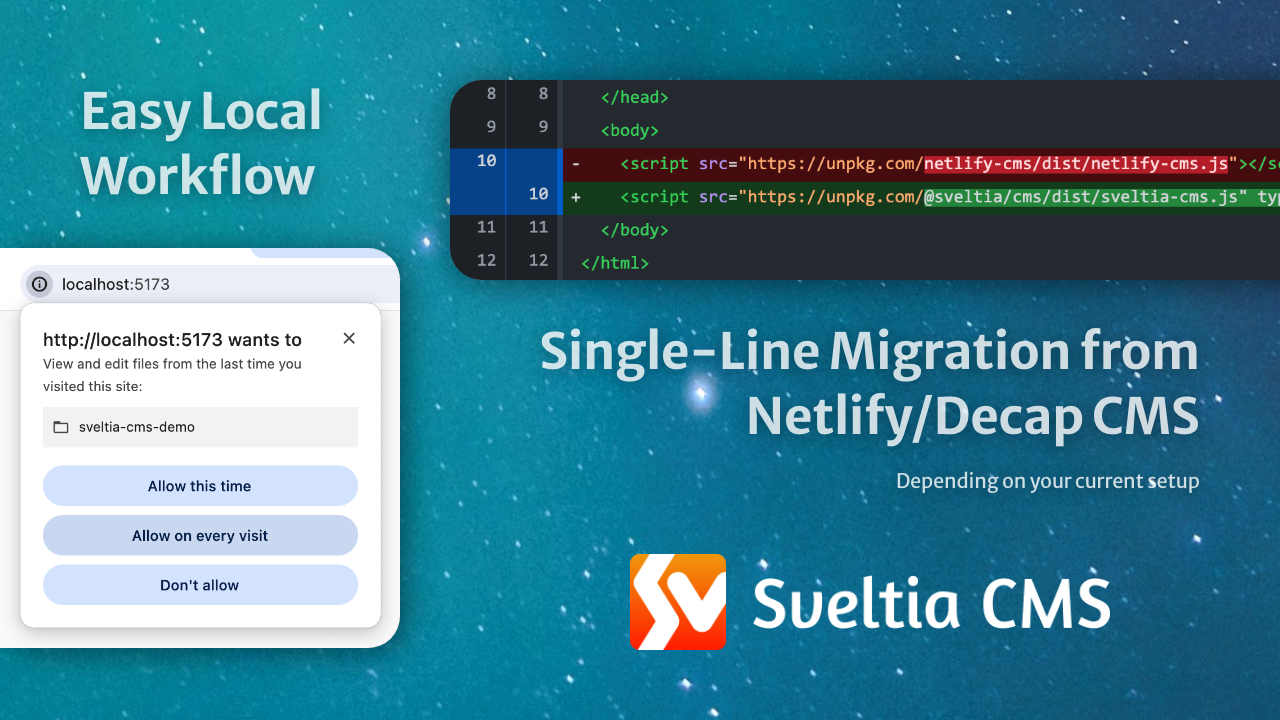 Easy Local
Workflow
8 8 </head>
9 9 <body>
10 - <script src="https://unpkg.com/netlify-cms/dist/netlify-cms.js"></
10 + <script src="https://unpkg.com/@sveltia/cms/dist/sveltia-cms.js"
11 11 </body>
12 12 </html>
localhost:5173
http://localhost:5173 wants to
View and edit files from the last time you
visited this site:
sveltia-cms-demo
Allow this time
Allow on every visit
Don't allow
Single-Line Migration from
Netlify/Decap CMS
Depending on your current setup
Sveltia CMS